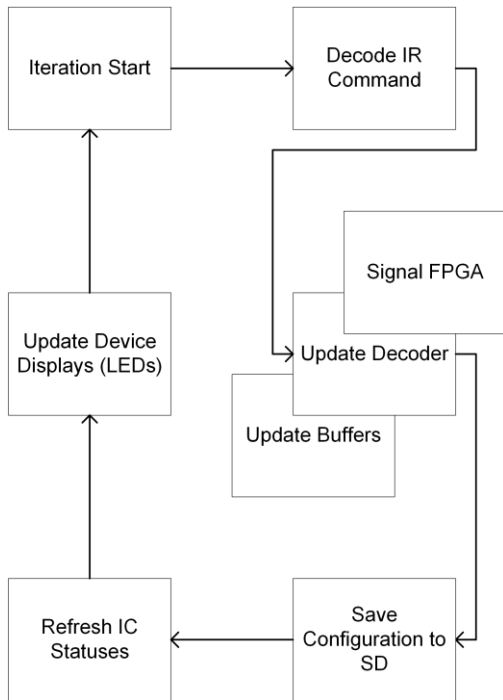 Iteration Start
Decode IR
Command
Signal FPGA
Update Decoder
Update Buffers
Update Device
Displays (LEDs)
Save
Configuration to
SD
Refresh IC
Statuses